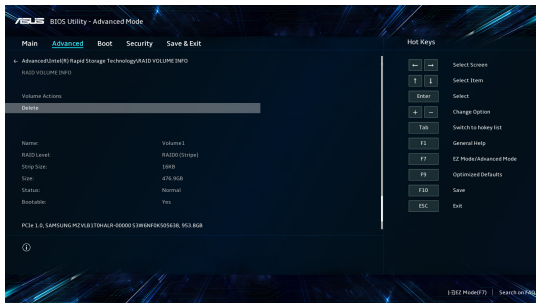 ASUS BIOS Utility - Advanced Mode
Main Advanced Boot Security Save & Exit
Hot Keys
← Advanced\Intel(R) Rapid Storage Technology\RAID VOLUME INFO
RAID VOLUME INFO
Volume Actions
Delete
Name: Volume1
RAID Level: RAID0 (Stripe)
Strip Size: 16KB
Size: 476.9GB
Status: Normal
Bootable: Yes
PCIe 1.0, SAMSUNG MZVLB1T0HALR-00000 S3W6NF0K505638, 953.8GB
← → Select Screen
↑ ↓ Select Item
Enter Select
+ − Change Option
Tab Switch to hokey list
F1 General Help
F7 EZ Mode/Advanced Mode
F9 Optimized Defaults
F10 Save
ESC Exit
EZ Mode(F7) | Search on FAQ